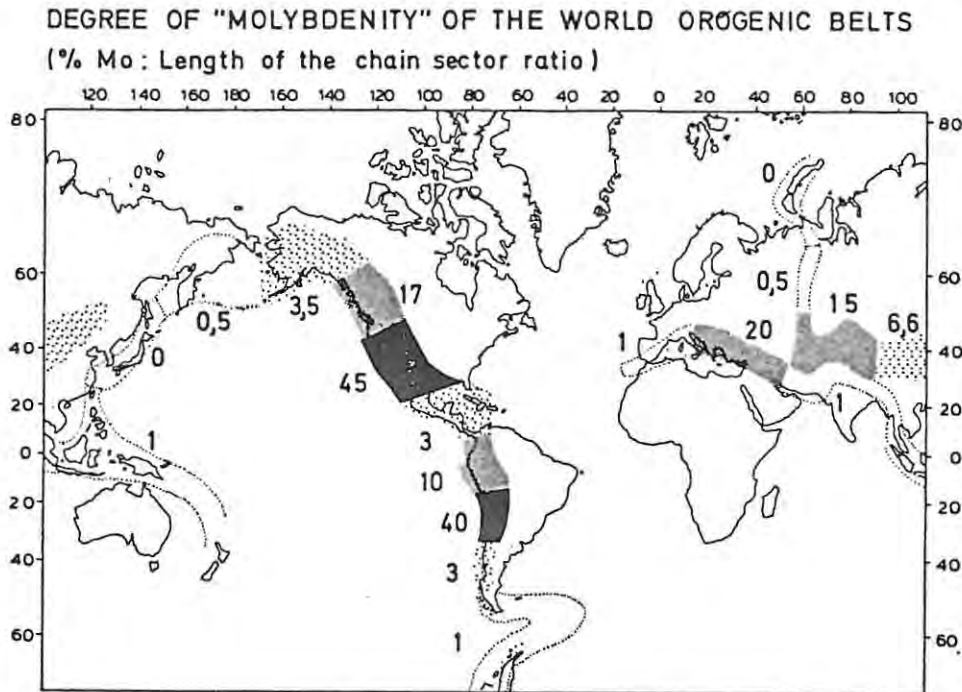 DEGREE OF "MOLYBDENITY" OF THE WORLD OROGENIC BELTS
(% Mo: Length of the chain sector ratio)
120 140 160 180 160 140 120 100 80 60 0 20 40 60 80 100
80 80
0
60 60
17 0,5 15
3,5 20 6,6
0,5
40 0 1 40
45
20 1 20
3
1
0 0
10
20 40 20
40 3 40
60 1 60